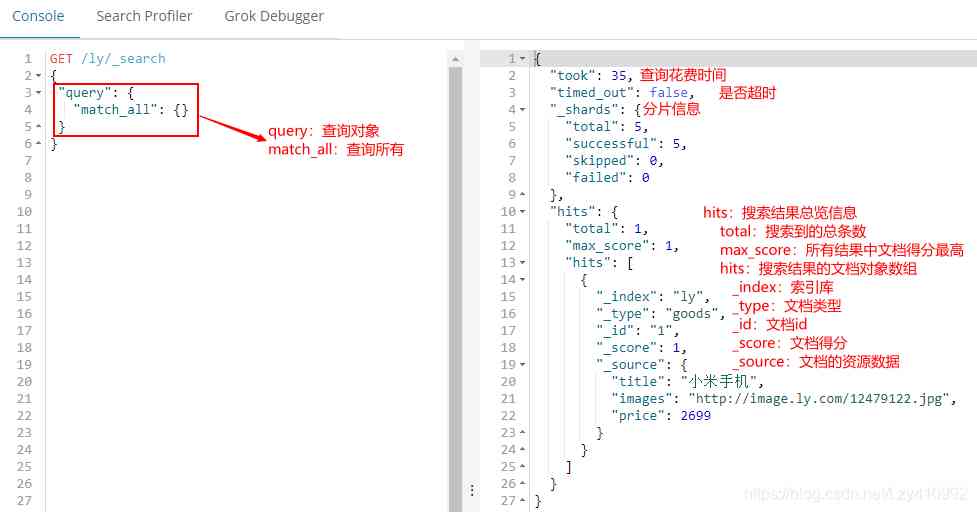 Console Search Profiler Grok Debugger
1 GET /ly/_search
2 {
3 "query": {
4 "match_all": {}
5 }
6 }
7
8
9
10
11
12
13
14
15
16
17
18
19
20
21
22
23
24
25
26
27
query：查询对象
match_all：查询所有
1 {
2 "took": 35, 查询花费时间
3 "timed_out": false, 是否超时
4 "_shards": { 分片信息
5 "total": 5,
6 "successful": 5,
7 "skipped": 0,
8 "failed": 0
9 },
10 "hits": { hits：搜索结果总览信息
11 "total": 1, total：搜索到的总条数
12 "max_score": 1, max_score：所有结果中文档得分最高
13 "hits": [ hits：搜索结果的文档对象数组
14 { _index：索引库
15 "_index": "ly",
16 "_type": "goods", _type：文档类型
17 "_id": "1", _id：文档id
18 "_score": 1, _score：文档得分
19 "_source": { _source：文档的资源数据
20 "title": "小米手机",
21 "images": "http://image.ly.com/12479122.jpg",
22 "price": 2699
23 }
24 }
25 ]
26 }
27 }